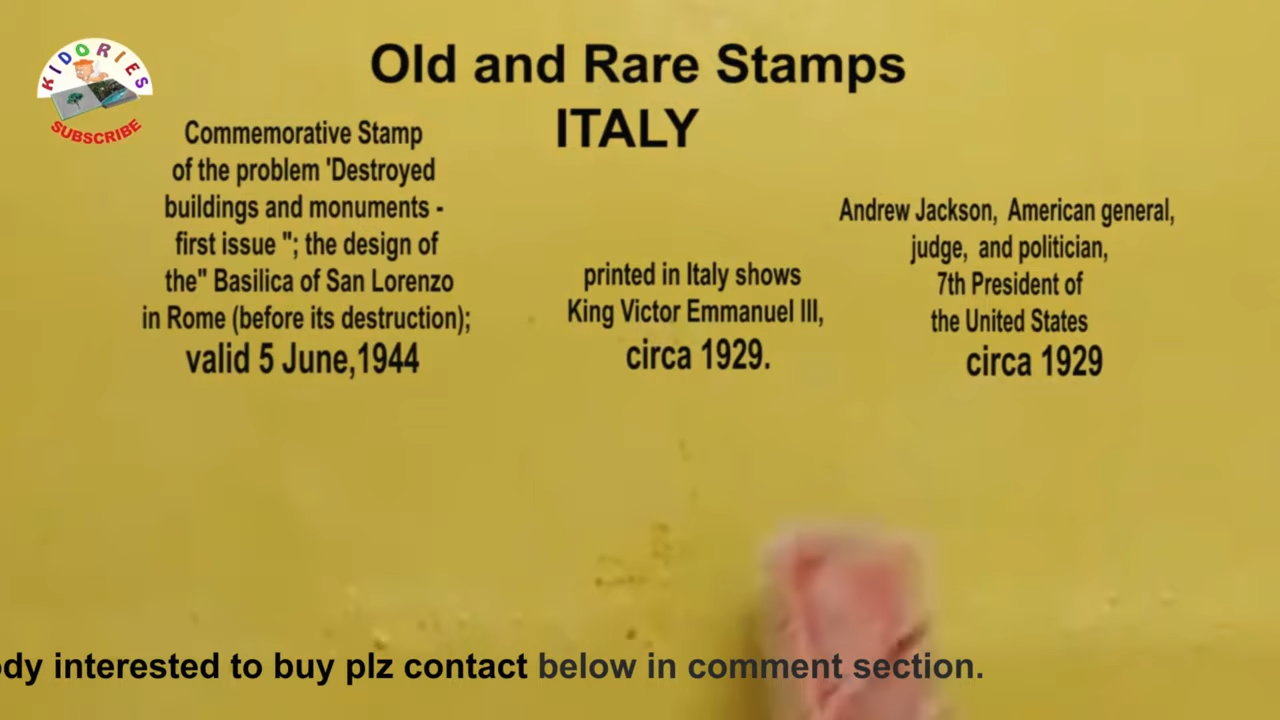 KIDORIES
SUBSCRIBE
Old and Rare Stamps
ITALY
Commemorative Stamp
of the problem 'Destroyed
buildings and monuments -
first issue "; the design of
the" Basilica of San Lorenzo
in Rome (before its destruction);
valid 5 June,1944
printed in Italy shows
King Victor Emmanuel III,
circa 1929.
Andrew Jackson, American general,
judge, and politician,
7th President of
the United States
circa 1929
interested to buy plz contact below in comment section.